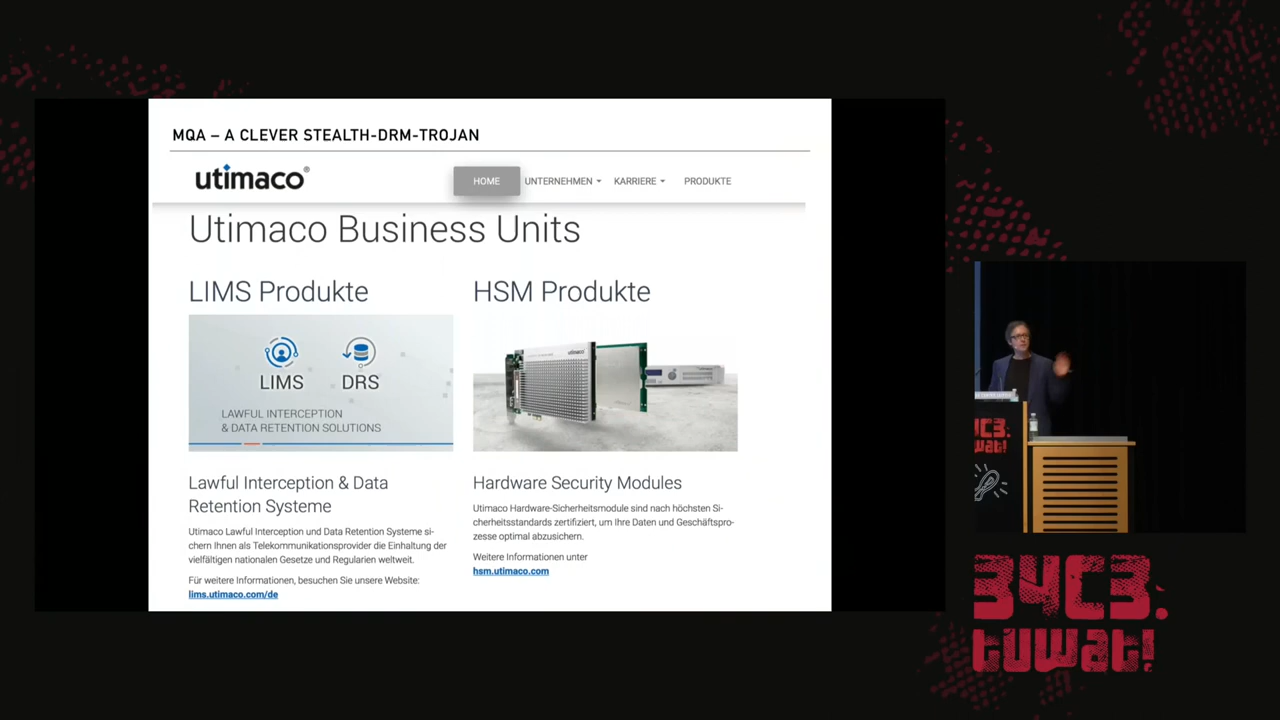 MQA – A CLEVER STEALTH-DRM-TROJAN
utimaco®
HOME
UNTERNEHMEN
KARRIERE
PRODUKTE
Utimaco Business Units
LIMS Produkte
LIMS
DRS
LAWFUL INTERCEPTION
& DATA RETENTION SOLUTIONS
Lawful Interception & Data
Retention Systeme
Utimaco Lawful Interception und Data Retention Systeme si-
chern Ihnen als Telekommunikationsprovider die Einhaltung der
vielfältigen nationalen Gesetze und Regularien weltweit.
Für weitere Informationen, besuchen Sie unsere Website:
lims.utimaco.com/de
HSM Produkte
utimaco
Hardware Security Modules
Utimaco Hardware-Sicherheitsmodule sind nach höchsten Si-
cherheitsstandards zertifiziert, um Ihre Daten und Geschäftspro-
zesse optimal abzusichern.
Weitere Informationen unter
hsm.utimaco.com
34C3.
tuwat!
34C3.
tuwat!